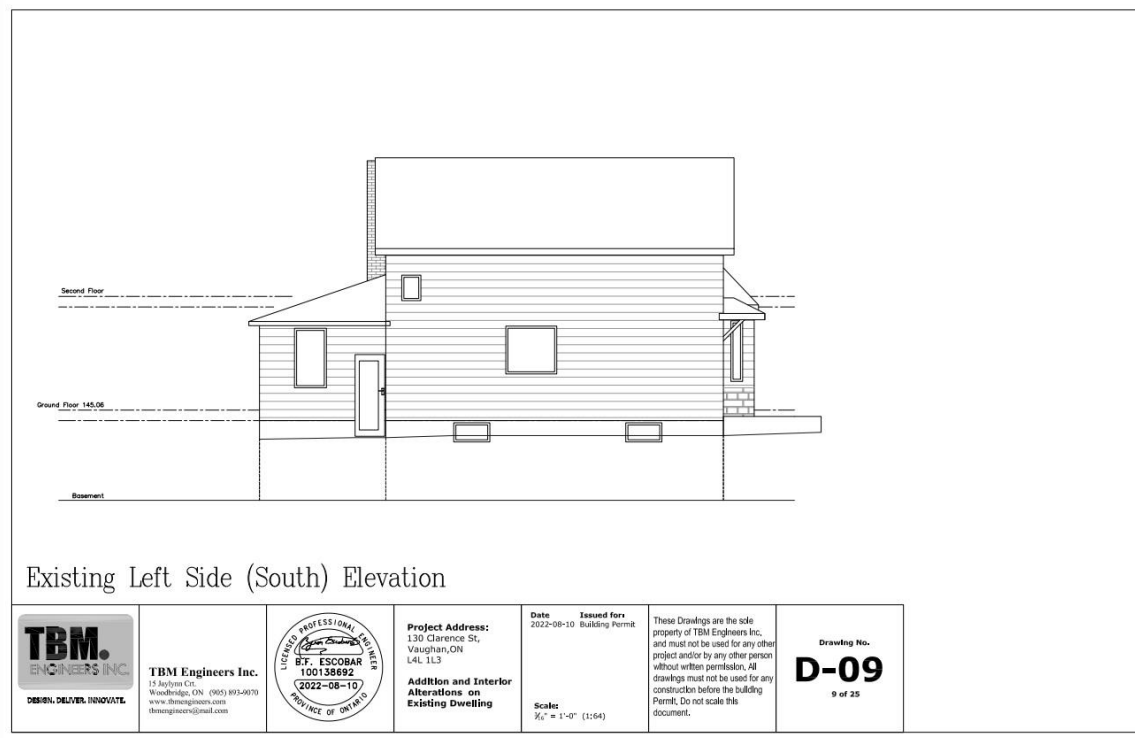 Second Floor
Ground Floor 145.06
Basement
Existing Left Side (South) Elevation
TBM.
ENGINEERS INC.
DESIGN. DELIVER. INNOVATE.
TBM Engineers Inc.
15 Jaylynn Crt.
Woodbridge, ON (905) 893-9070
www.tbmengineers.com
tbmengineers@mail.com
LICENSED PROFESSIONAL ENGINEER
B.F. ESCOBAR
100138692
2022-08-10
PROVINCE OF ONTARIO
Project Address:
130 Clarence St,
Vaughan,ON
L4L 1L3
Addition and Interior
Alterations on
Existing Dwelling
Date Issued for:
2022-08-10 Building Permit
Scale:
3/16" = 1'-0" (1:64)
These Drawings are the sole
property of TBM Engineers Inc,
and must not be used for any other
project and/or by any other person
without written permission, All
drawings must not be used for any
construction before the building
Permit, Do not scale this
document.
Drawing No.
D-09
9 of 25